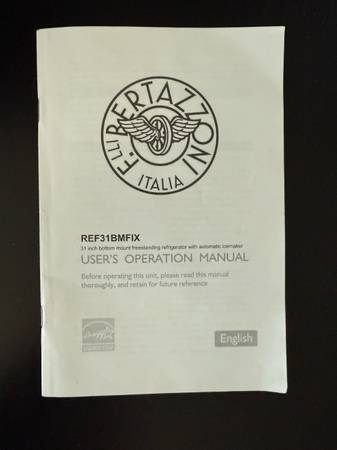 F.LLI BERTAZZONI
ITALIA
REF31BMFIX
31 inch bottom mount freestanding refrigerator with automatic icemaker
USER'S OPERATION MANUAL
Before operating this unit, please read this manual
thoroughly, and retain for future reference
English